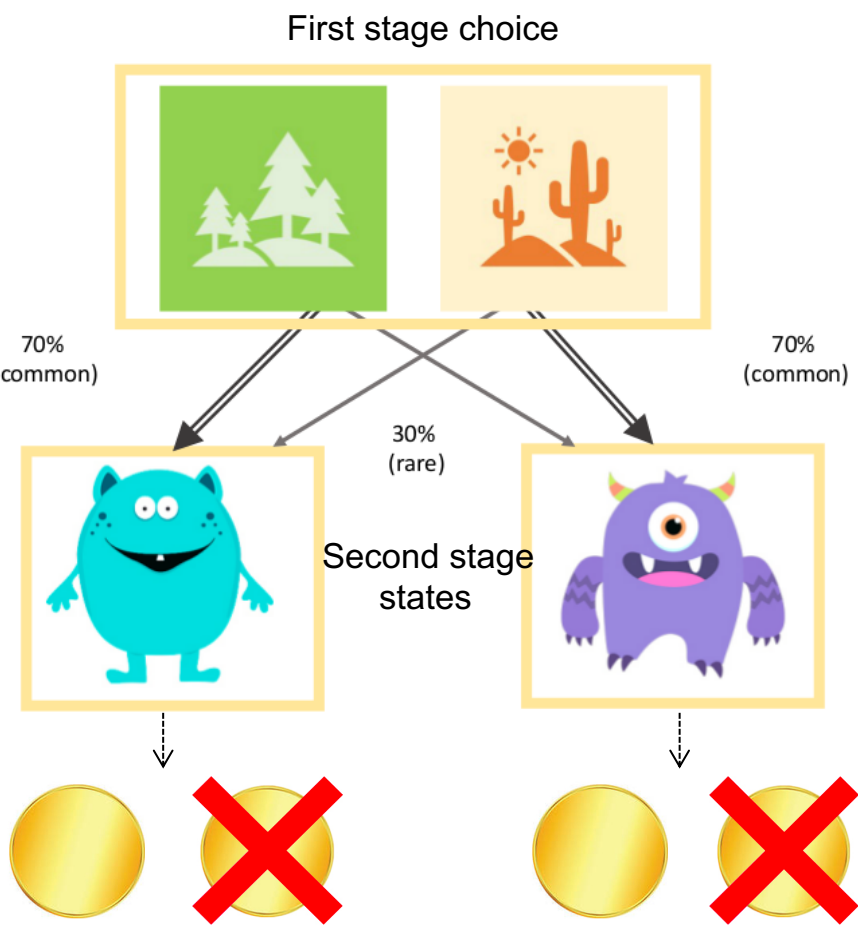 First stage choice
70%
common)
70%
(common)
30%
(rare)
Second stage
states